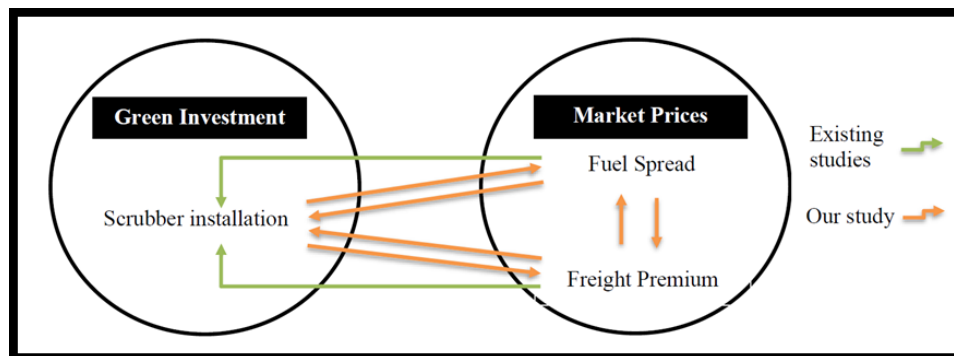 Green Investment
Market Prices
Fuel Spread
Existing
studies
Scrubber installation
Our study
Freight Premium